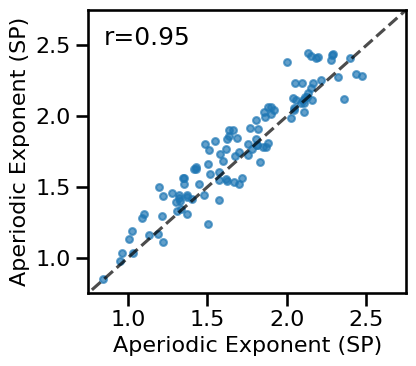 r=0.95
Aperiodic Exponent (SP)
2.5
2.0
1.5
1.0
1.0 1.5 2.0 2.5
Aperiodic Exponent (SP)